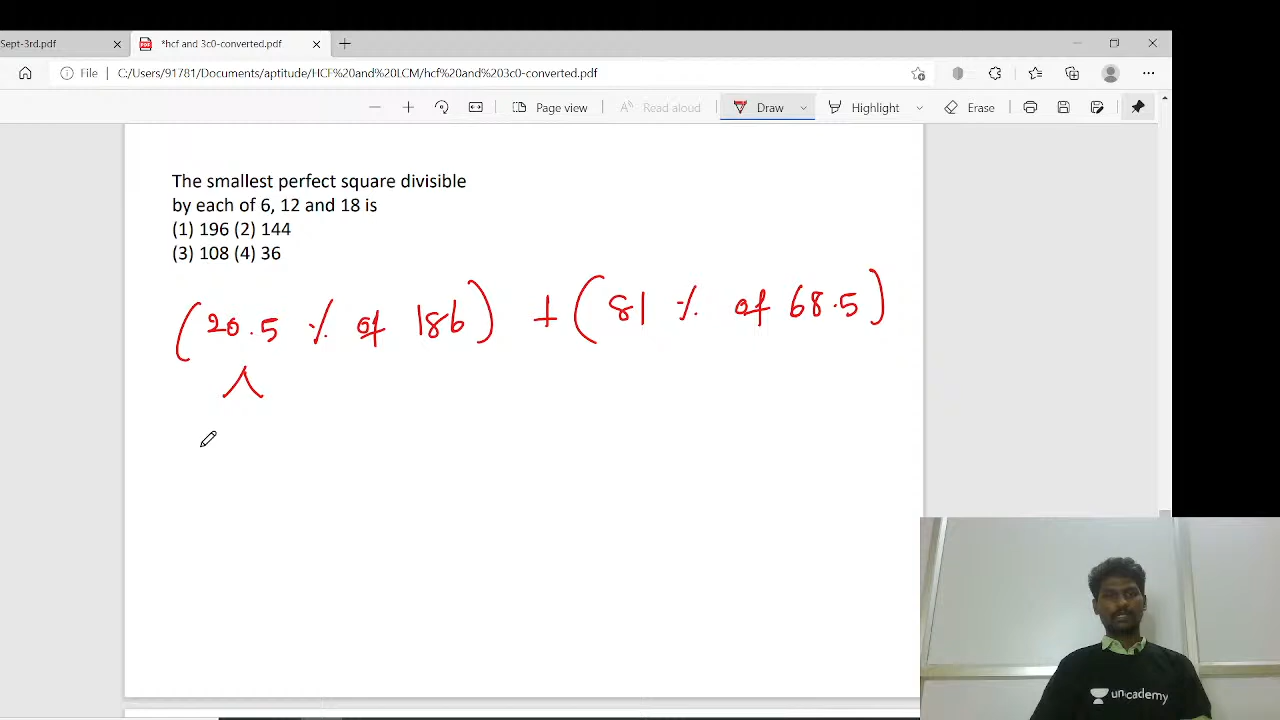 Sept-3rd.pdf
*hcf and 3c0-converted.pdf
File
C:/Users/91781/Documents/aptitude/HCF%20and%20LCM/hcf%20and%203c0-converted.pdf
Page view
Read aloud
Draw
Highlight
Erase
The smallest perfect square divisible
by each of 6, 12 and 18 is
(1) 196 (2) 144
(3) 108 (4) 36
(20.5 % of 186) + (81 % of 68.5)
unacademy